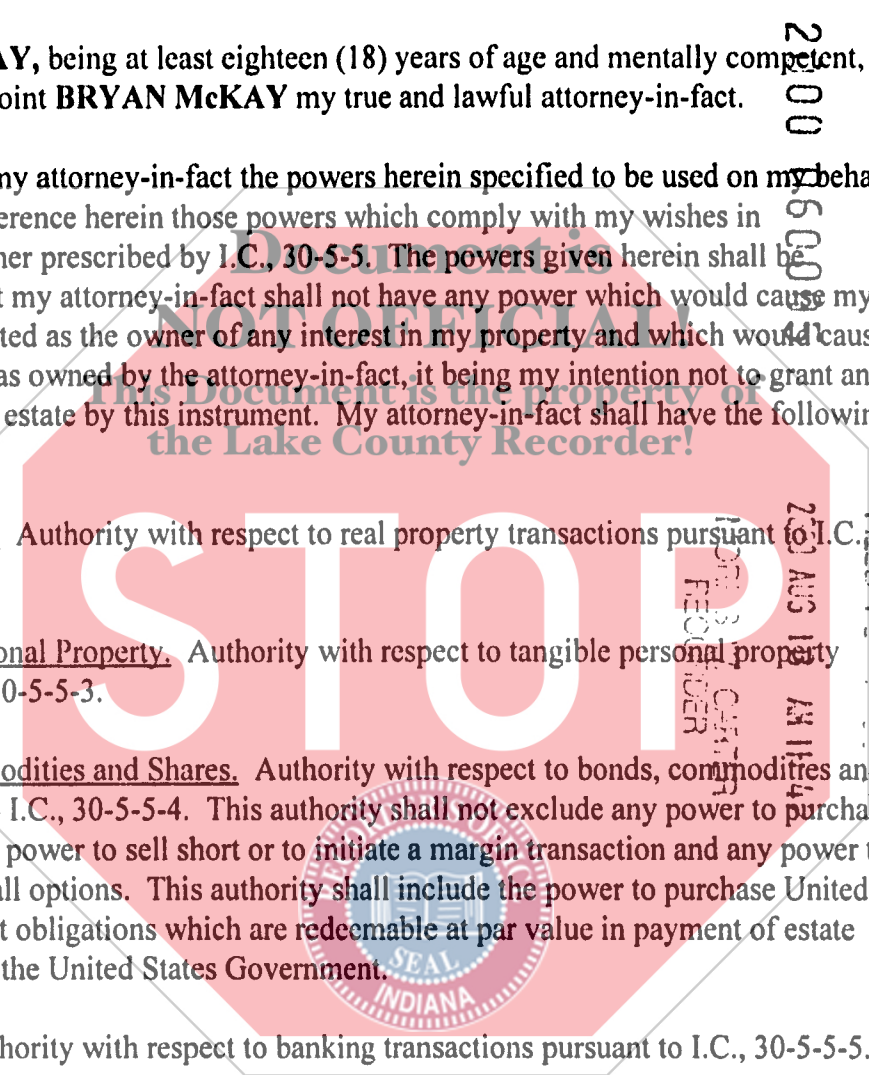 AY, being at least eighteen (18) years of age and mentally competent,
oint BRYAN McKAY my true and lawful attorney-in-fact.
my attorney-in-fact the powers herein specified to be used on my beha
erence herein those powers which comply with my wishes in
ner prescribed by I.C., 30-5-5. The powers given herein shall be
t my attorney-in-fact shall not have any power which would cause my
ted as the owner of any interest in my property and which would caus
as owned by the attorney-in-fact, it being my intention not to grant an
estate by this instrument. My attorney-in-fact shall have the followin
Document is
NOT OFFICIAL!
This Document is the property of
the Lake County Recorder!
STOP
Authority with respect to real property transactions pursuant to I.C.,
onal Property. Authority with respect to tangible personal property
0-5-5-3.
odities and Shares. Authority with respect to bonds, commodities an
I.C., 30-5-5-4. This authority shall not exclude any power to purcha
power to sell short or to initiate a margin transaction and any power t
all options. This authority shall include the power to purchase United
t obligations which are redeemable at par value in payment of estate
the United States Government.
SEAL
INDIANA
hority with respect to banking transactions pursuant to I.C., 30-5-5-5.
AUG 18 AM
RECORDER